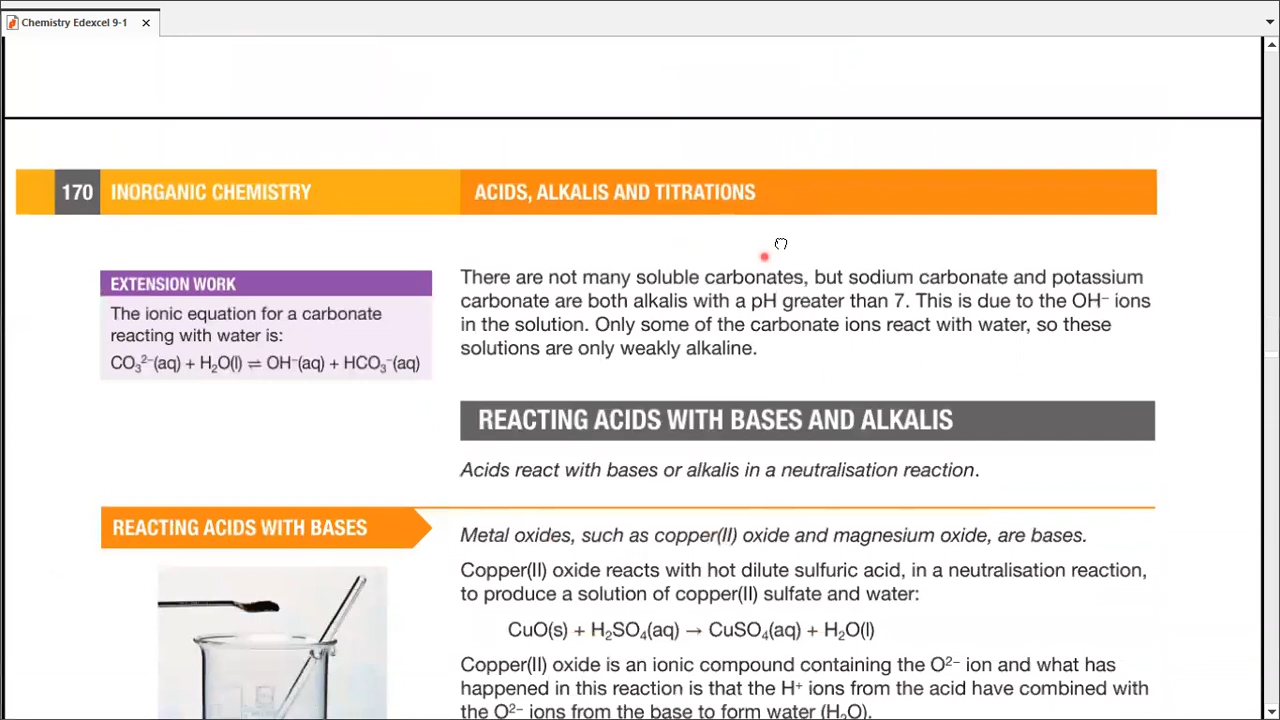 Chemistry Edexcel 9-1
170 INORGANIC CHEMISTRY
ACIDS, ALKALIS AND TITRATIONS
EXTENSION WORK
The ionic equation for a carbonate
reacting with water is:
CO₃²⁻(aq) + H₂O(l) ⇌ OH⁻(aq) + HCO₃⁻(aq)
There are not many soluble carbonates, but sodium carbonate and potassium
carbonate are both alkalis with a pH greater than 7. This is due to the OH⁻ ions
in the solution. Only some of the carbonate ions react with water, so these
solutions are only weakly alkaline.
REACTING ACIDS WITH BASES AND ALKALIS
Acids react with bases or alkalis in a neutralisation reaction.
REACTING ACIDS WITH BASES
Metal oxides, such as copper(II) oxide and magnesium oxide, are bases.
Copper(II) oxide reacts with hot dilute sulfuric acid, in a neutralisation reaction,
to produce a solution of copper(II) sulfate and water:
CuO(s) + H₂SO₄(aq) → CuSO₄(aq) + H₂O(l)
Copper(II) oxide is an ionic compound containing the O²⁻ ion and what has
happened in this reaction is that the H⁺ ions from the acid have combined with
the O²⁻ ions from the base to form water (H₂O).